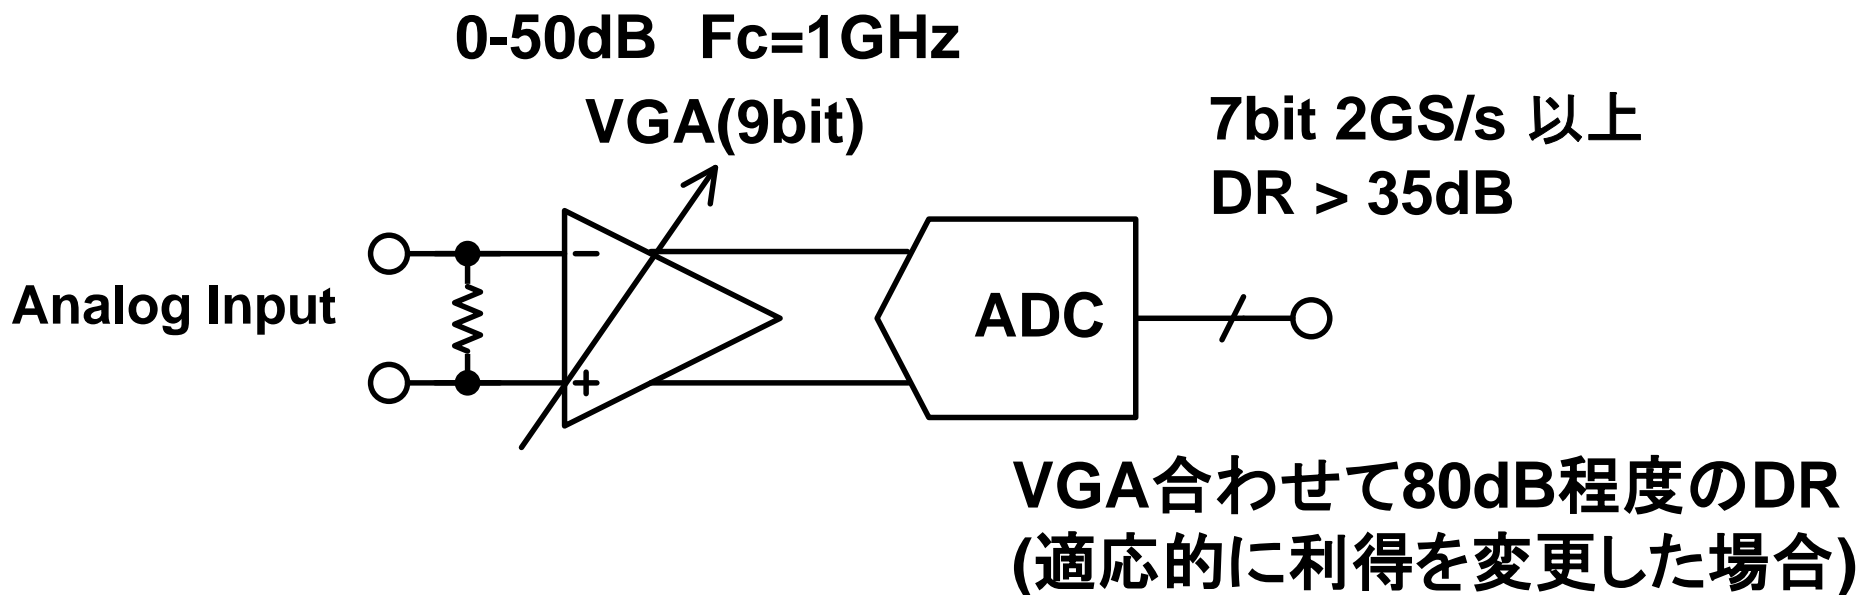 0-50dB Fc=1GHz
VGA(9bit)
7bit 2GS/s 以上
DR > 35dB
Analog Input
−
+
ADC
VGA合わせて80dB程度のDR
(適応的に利得を変更した場合)